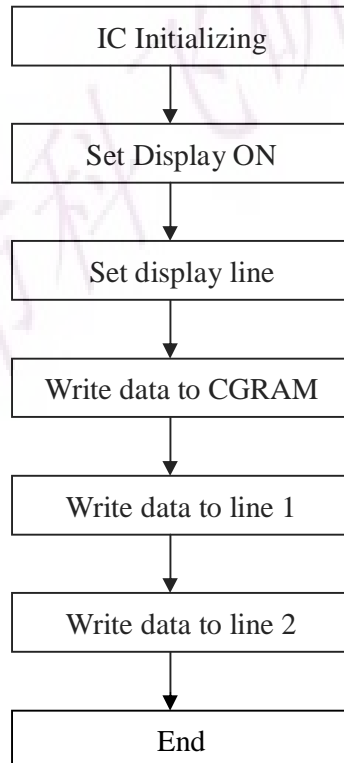 IC Initializing
Set Display ON
Set display line
Write data to CGRAM
Write data to line 1
Write data to line 2
End